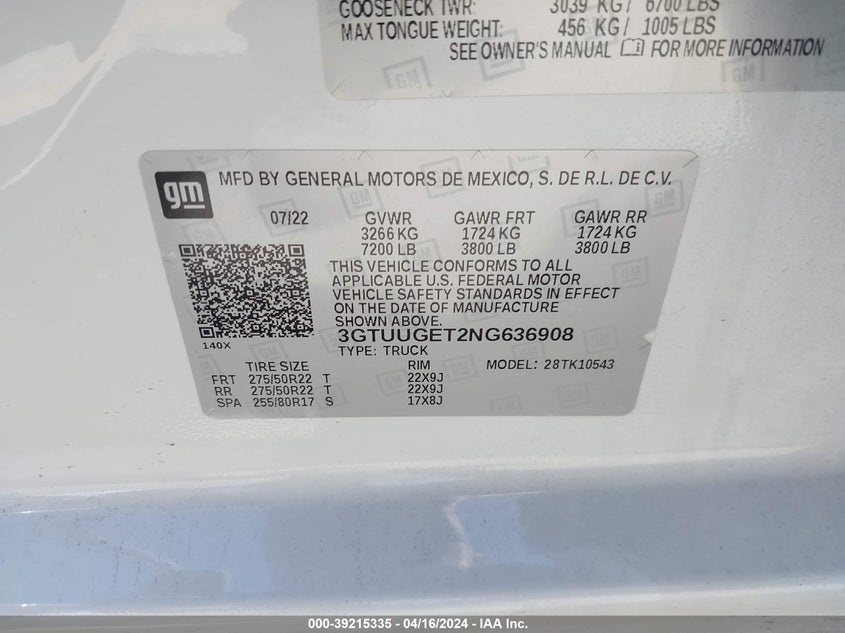 GOOSENECK TWR: 3039 KG / 6700 LBS
MAX TONGUE WEIGHT: 456 KG / 1005 LBS
SEE OWNER'S MANUAL FOR MORE INFORMATION
gm MFD BY GENERAL MOTORS DE MEXICO, S. DE R.L. DE C.V.
07/22 GVWR GAWR FRT GAWR RR
3266 KG 1724 KG 1724 KG
7200 LB 3800 LB 3800 LB
THIS VEHICLE CONFORMS TO ALL
APPLICABLE U.S. FEDERAL MOTOR
VEHICLE SAFETY STANDARDS IN EFFECT
ON THE DATE OF MANUFACTURE
SHOWN ABOVE.
140X 3GTUUGET2NG636908
TYPE: TRUCK
TIRE SIZE RIM MODEL: 28TK10543
FRT 275/50R22 T 22X9J
RR 275/50R22 T 22X9J
SPA 255/80R17 S 17X8J
000-39215335 - 04/16/2024 - IAA Inc.